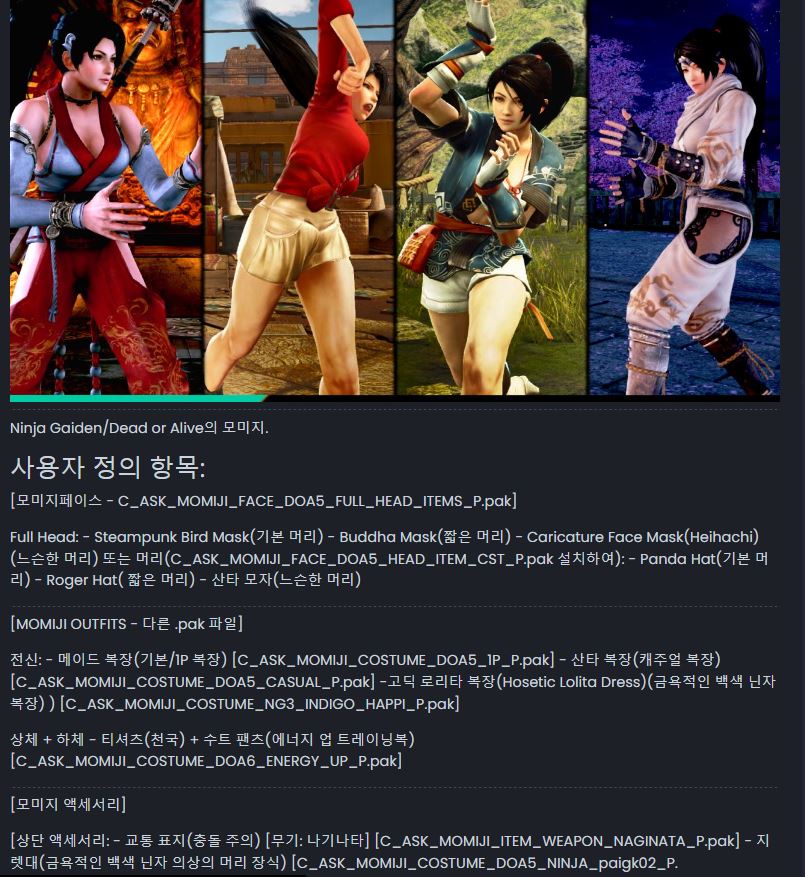 Ninja Gaiden/Dead or Alive의 모미지.
사용자 정의 항목:
[모미지페이스 - C_ASK_MOMIJI_FACE_DOA5_FULL_HEAD_ITEMS_P.pak]
Full Head: - Steampunk Bird Mask(기본 머리) - Buddha Mask(짧은 머리) - Caricature Face Mask(Heihachi)
(느슨한 머리) 또는 머리(C_ASK_MOMIJI_FACE_DOA5_HEAD_ITEM_CST_P.pak 설치하여): - Panda Hat(기본 머
리) - Roger Hat( 짧은 머리) - 산타 모자(느슨한 머리)
[MOMIJI OUTFITS - 다른 .pak 파일]
전신: - 메이드 복장(기본/1P 복장) [C_ASK_MOMIJI_COSTUME_DOA5_1P_P.pak] - 산타 복장(캐주얼 복장)
[C_ASK_MOMIJI_COSTUME_DOA5_CASUAL_P.pak] -고딕 로리타 복장(Hosetic Lolita Dress)(금욕적인 백색 닌자
복장) ) [C_ASK_MOMIJI_COSTUME_NG3_INDIGO_HAPPI_P.pak]
상체 + 하체 - 티셔츠(천국) + 수트 팬츠(에너지 업 트레이닝복)
[C_ASK_MOMIJI_COSTUME_DOA6_ENERGY_UP_P.pak]
[모미지 액세서리]
[상단 액세서리: - 교통 표지(충돌 주의) [무기: 나기나타] [C_ASK_MOMIJI_ITEM_WEAPON_NAGINATA_P.pak] - 지
렛대(금욕적인 백색 닌자 의상의 머리 장식) [C_ASK_MOMIJI_COSTUME_DOA5_NINJA_paigk02_P.